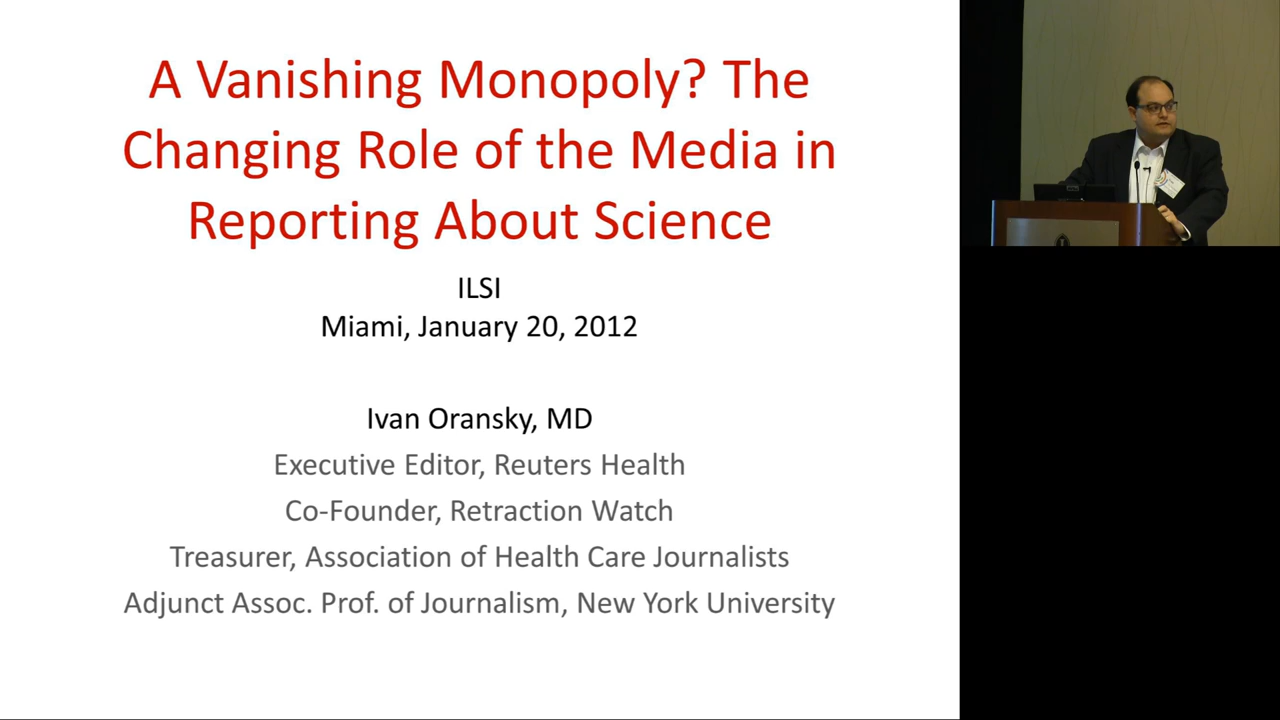 A Vanishing Monopoly? The
Changing Role of the Media in
Reporting About Science
ILSI
Miami, January 20, 2012
Ivan Oransky, MD
Executive Editor, Reuters Health
Co-Founder, Retraction Watch
Treasurer, Association of Health Care Journalists
Adjunct Assoc. Prof. of Journalism, New York University